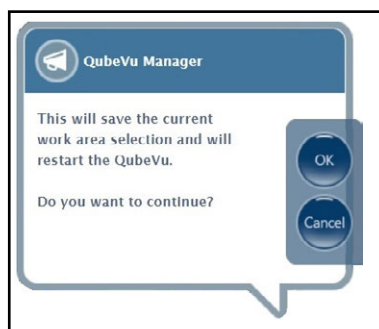 QubeVu Manager
This will save the current
work area selection and will
restart the QubeVu.
Do you want to continue?
OK
Cancel